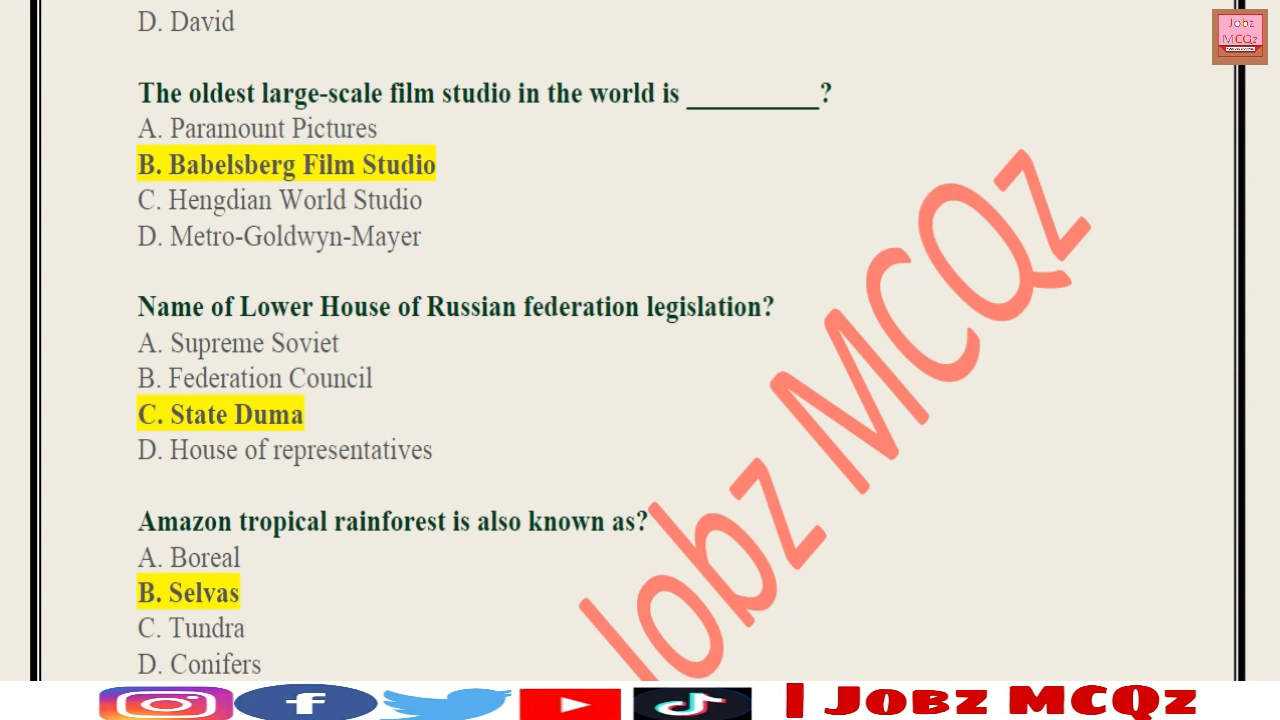 D. David
Jobz
MCQz
The oldest large-scale film studio in the world is __________?
A. Paramount Pictures
B. Babelsberg Film Studio
C. Hengdian World Studio
D. Metro-Goldwyn-Mayer
Name of Lower House of Russian federation legislation?
A. Supreme Soviet
B. Federation Council
C. State Duma
D. House of representatives
Amazon tropical rainforest is also known as?
A. Boreal
B. Selvas
C. Tundra
D. Conifers
Jobz MCQz
| Jobz MCQz